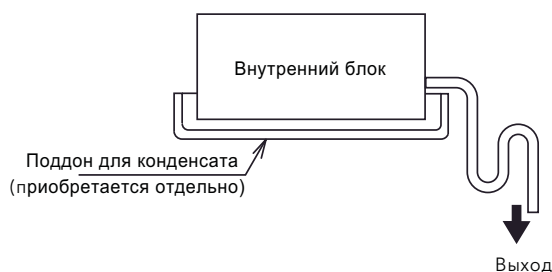 Внутренний блок
Поддон для конденсата
(приобретается отдельно)
Выход